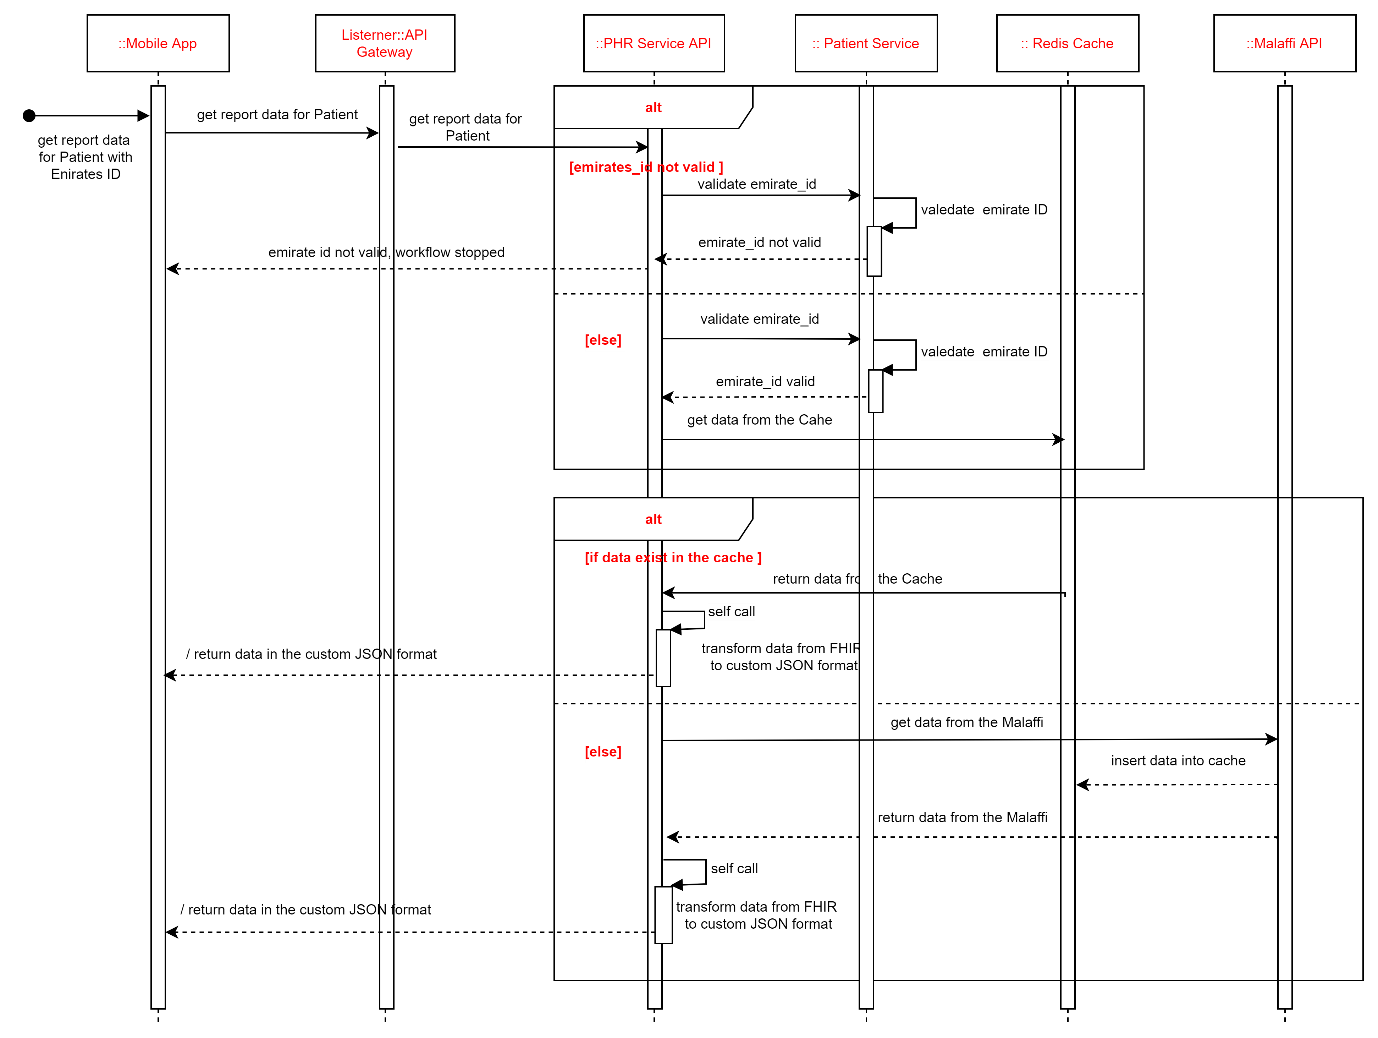 ::Mobile App
Listerner::API
Gateway
::PHR Service API
:: Patient Service
:: Redis Cache
::Malaffi API
alt
get report data for Patient
get report data for
Patient
get report data
for Patient with
Enirates ID
[emirates_id not valid ]
validate emirate_id
valedate  emirate ID
emirate_id not valid
emirate id not valid, workflow stopped
validate emirate_id
[else]
valedate  emirate ID
emirate_id valid
get data from the Cahe
alt
[if data exist in the cache ]
return data from the Cache
self call
transform data from FHIR
to custom JSON format
/ return data in the custom JSON format
get data from the Malaffi
[else]
insert data into cache
return data from the Malaffi
self call
transform data from FHIR
to custom JSON format
/ return data in the custom JSON format